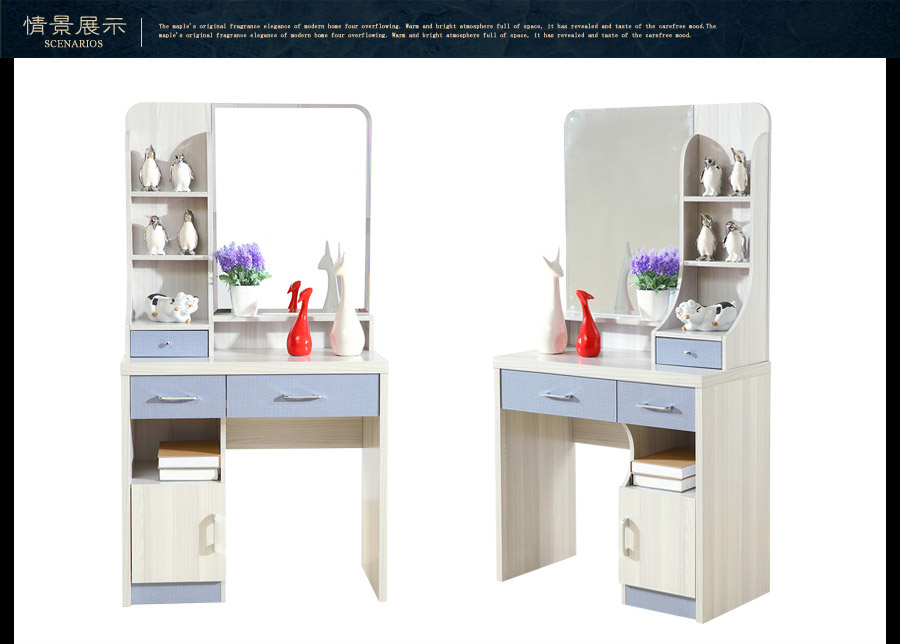 情景展示
SCENARIOS
The maple's original fragrance elegance of modern home four overflowing. Warm and bright atmosphere full of space, it has revealed and taste of the carefree mood.The
maple's original fragrance elegance of modern home four overflowing. Warm and bright atmosphere full of space, it has revealed and taste of the carefree mood.